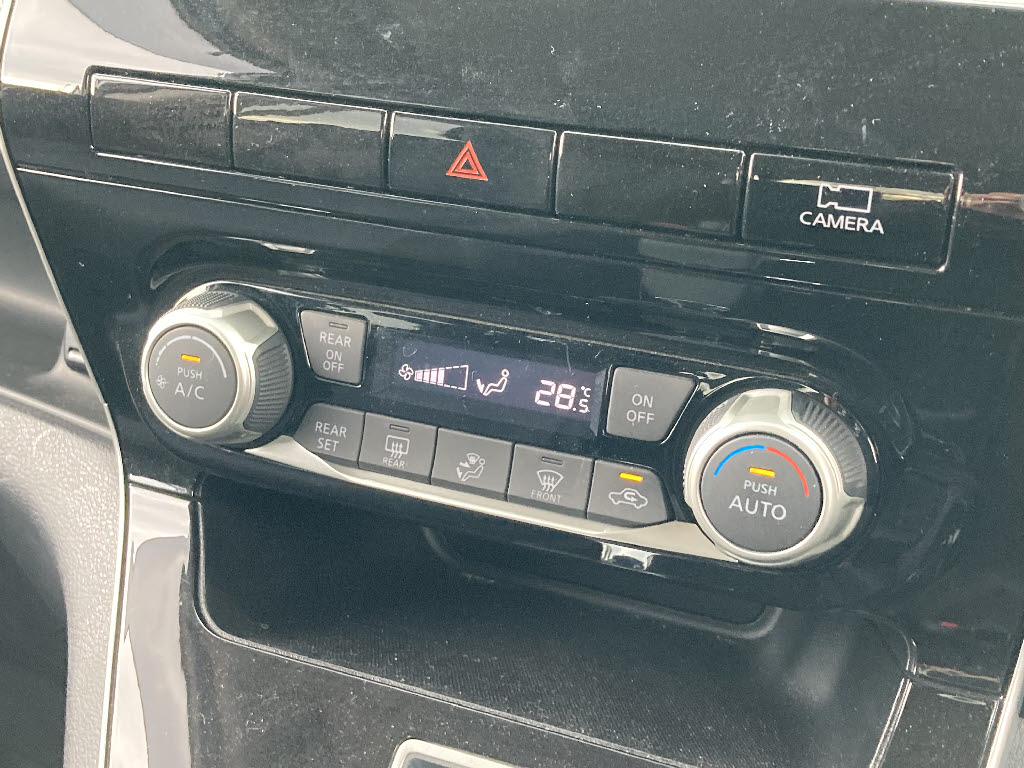 CAMERA
PUSH
A/C
REAR
ON
OFF
28.5°C
ON
OFF
REAR
SET
REAR
FRONT
PUSH
AUTO